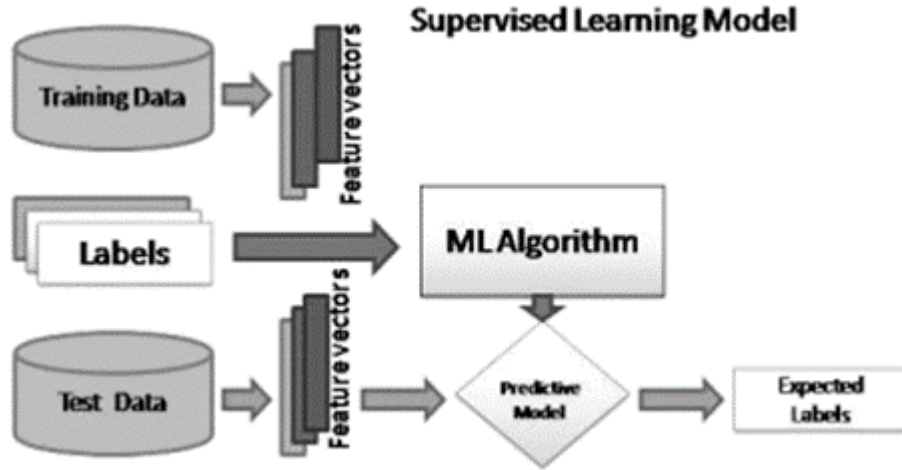 Supervised Learning Model
Training Data
Feature vectors
Labels
ML Algorithm
Test Data
Feature vectors
Predictive
Model
Expected
Labels